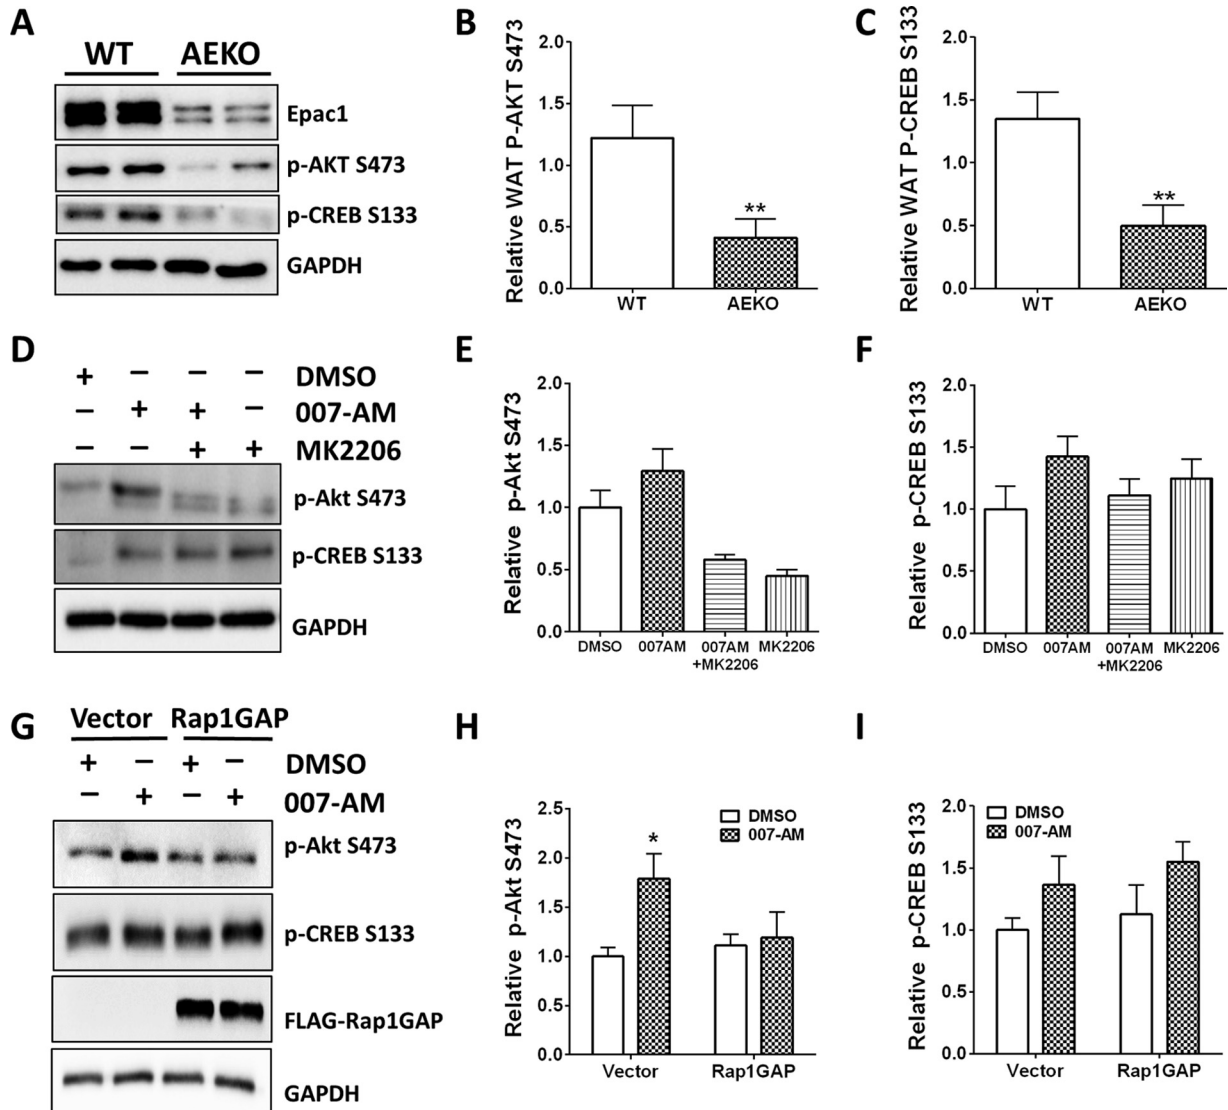 A
WT AEKO
Epac1
p-AKT S473
p-CREB S133
GAPDH
B
Relative WAT P-AKT S473
2.0
1.5
1.0
0.5
0.0
**
WT AEKO
C
Relative WAT P-CREB S133
2.0
1.5
1.0
0.5
0.0
**
WT AEKO
D
+ − − − DMSO
− + + − 007-AM
− − + + MK2206
p-Akt S473
p-CREB S133
GAPDH
E
Relative p-Akt S473
2.0
1.5
1.0
0.5
0.0
DMSO 007AM 007AM MK2206
+MK2206
F
Relative p-CREB S133
2.0
1.5
1.0
0.5
0.0
DMSO 007AM 007AM MK2206
+MK2206
G
Vector Rap1GAP
+ − + − DMSO
− + − + 007-AM
p-Akt S473
p-CREB S133
FLAG-Rap1GAP
GAPDH
H
Relative p-Akt S473
2.5
2.0
1.5
1.0
0.5
0.0
DMSO
007-AM
*
Vector Rap1GAP
I
Relative p-CREB S133
2.0
1.5
1.0
0.5
0.0
DMSO
007-AM
Vector Rap1GAP